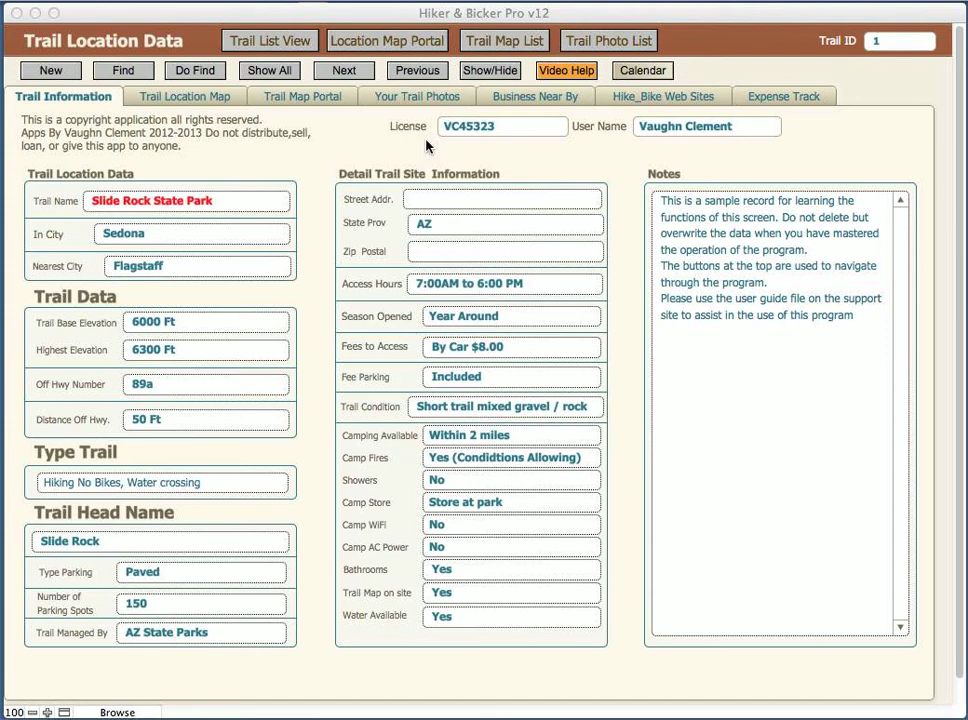 Hiker & Bicker Pro v12
Trail Location Data
Trail List View
Location Map Portal
Trail Map List
Trail Photo List
Trail ID
1
New
Find
Do Find
Show All
Next
Previous
Show/Hide
Video Help
Calendar
Trail Information
Trail Location Map
Trail Map Portal
Your Trail Photos
Business Near By
Hike_Bike Web Sites
Expense Track
This is a copyright application all rights reserved.
Apps By Vaughn Clement 2012-2013 Do not distribute,sell,
loan, or give this app to anyone.
License
VC45323
User Name
Vaughn Clement
Trail Location Data
Trail Name
Slide Rock State Park
In City
Sedona
Nearest City
Flagstaff
Trail Data
Trail Base Elevation
6000 Ft
Highest Elevation
6300 Ft
Off Hwy Number
89a
Distance Off Hwy.
50 Ft
Type Trail
Hiking No Bikes, Water crossing
Trail Head Name
Slide Rock
Type Parking
Paved
Number of
Parking Spots
150
Trail Managed By
AZ State Parks
Detail Trail Site Information
Street Addr.
State Prov
AZ
Zip Postal
Access Hours
7:00AM to 6:00 PM
Season Opened
Year Around
Fees to Access
By Car $8.00
Fee Parking
Included
Trail Condition
Short trail mixed gravel / rock
Camping Available
Within 2 miles
Camp Fires
Yes (Condidtions Allowing)
Showers
No
Camp Store
Store at park
Camp WiFi
No
Camp AC Power
No
Bathrooms
Yes
Trail Map on site
Yes
Water Available
Yes
Notes
This is a sample record for learning the
functions of this screen. Do not delete but
overwrite the data when you have mastered
the operation of the program.
The buttons at the top are used to navigate
through the program.
Please use the user guide file on the support
site to assist in the use of this program
100
Browse